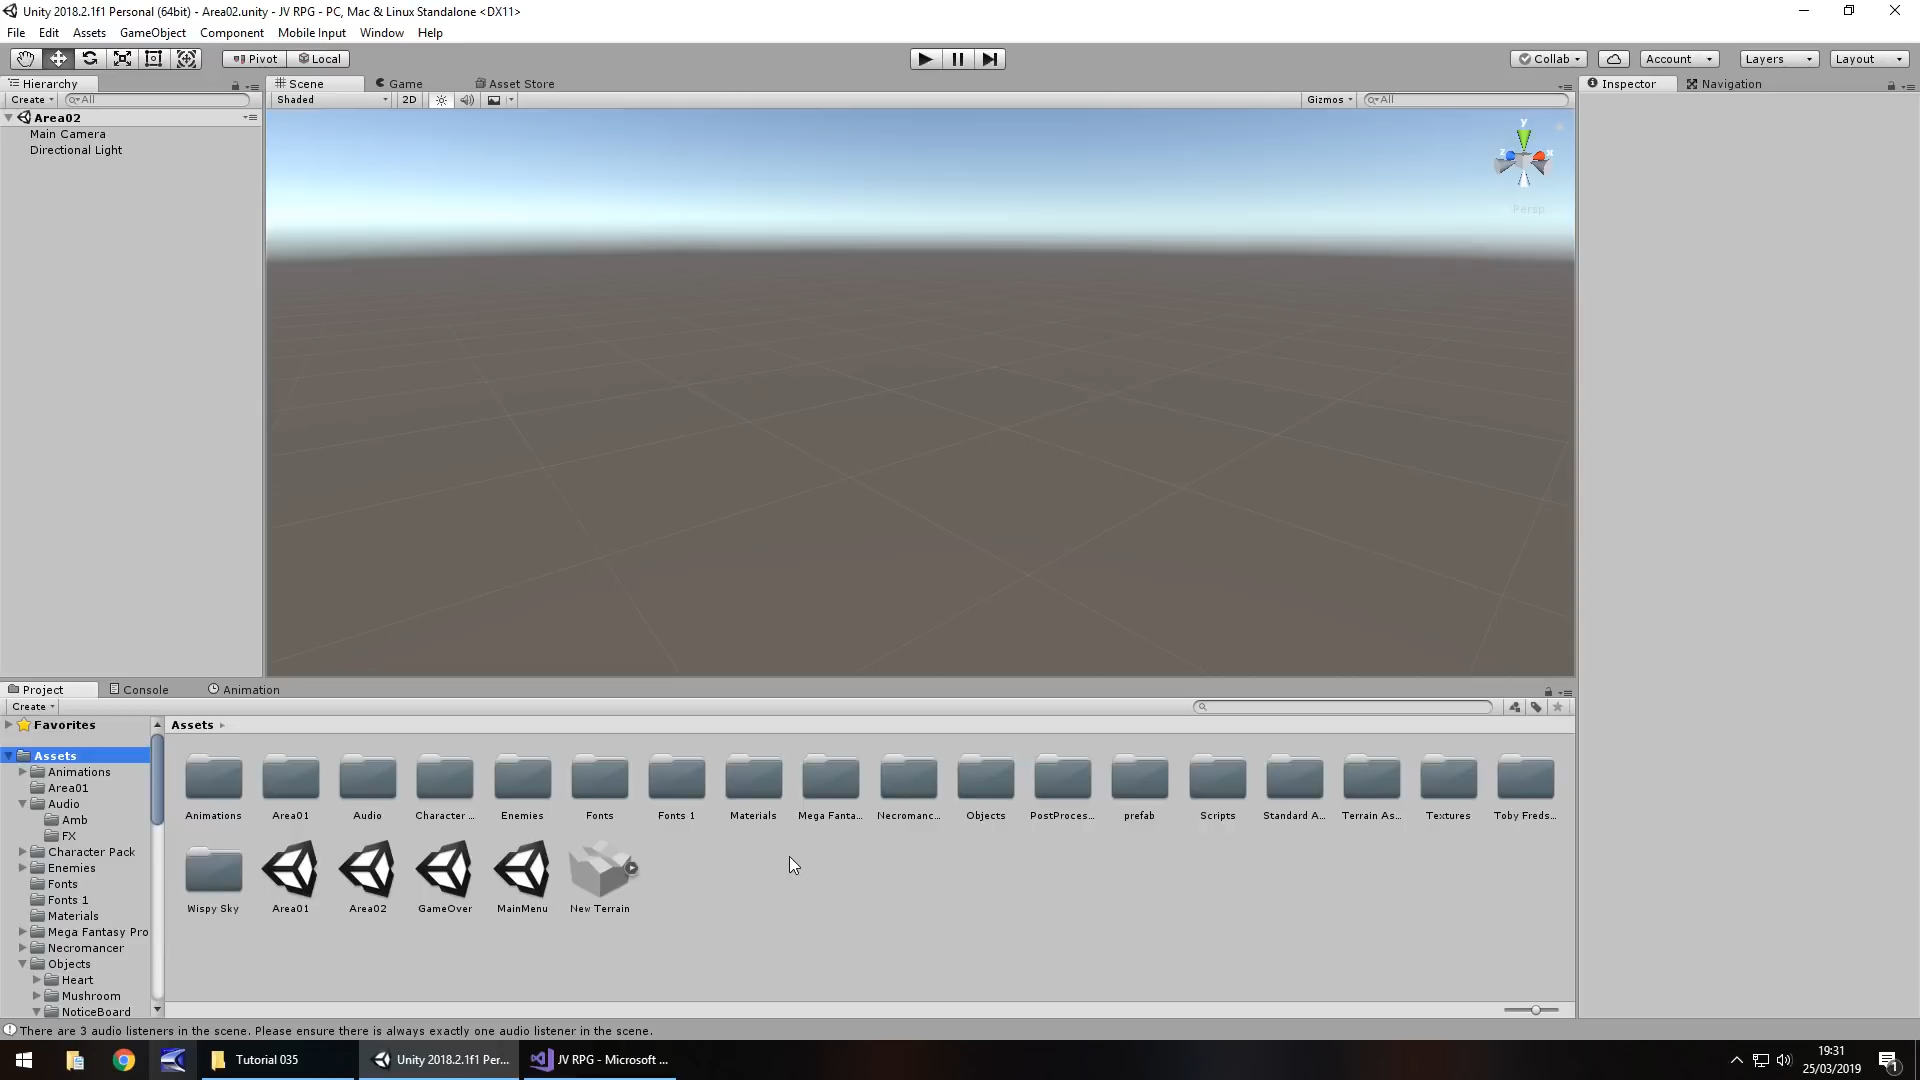 Unity 2018.2.1f1 Personal (64bit) - Area02.unity - JV RPG - PC, Mac & Linux Standalone <DX11>
File Edit Assets GameObject Component Mobile Input Window Help
Pivot Local Collab Account Layers Layout
Hierarchy Scene Game Asset Store Inspector Navigation
Create All Shaded 2D Gizmos All
Area02
Main Camera
Directional Light
y
z x
Persp
Project Console Animation
Create
Favorites Assets
Assets
Animations
Area01
Audio
Amb
FX
Character Pack
Enemies
Fonts
Fonts 1
Materials
Mega Fantasy Pro
Necromancer
Objects
Heart
Mushroom
NoticeBoard
Animations Area01 Audio Character ... Enemies Fonts Fonts 1 Materials Mega Fanta... Necromanc... Objects PostProces... prefab Scripts Standard A... Terrain As... Textures Toby Freds...
Wispy Sky Area01 Area02 GameOver MainMenu New Terrain
There are 3 audio listeners in the scene. Please ensure there is always exactly one audio listener in the scene.
Tutorial 035 Unity 2018.2.1f1 Per... JV RPG - Microsoft ...
19:31
25/03/2019
1